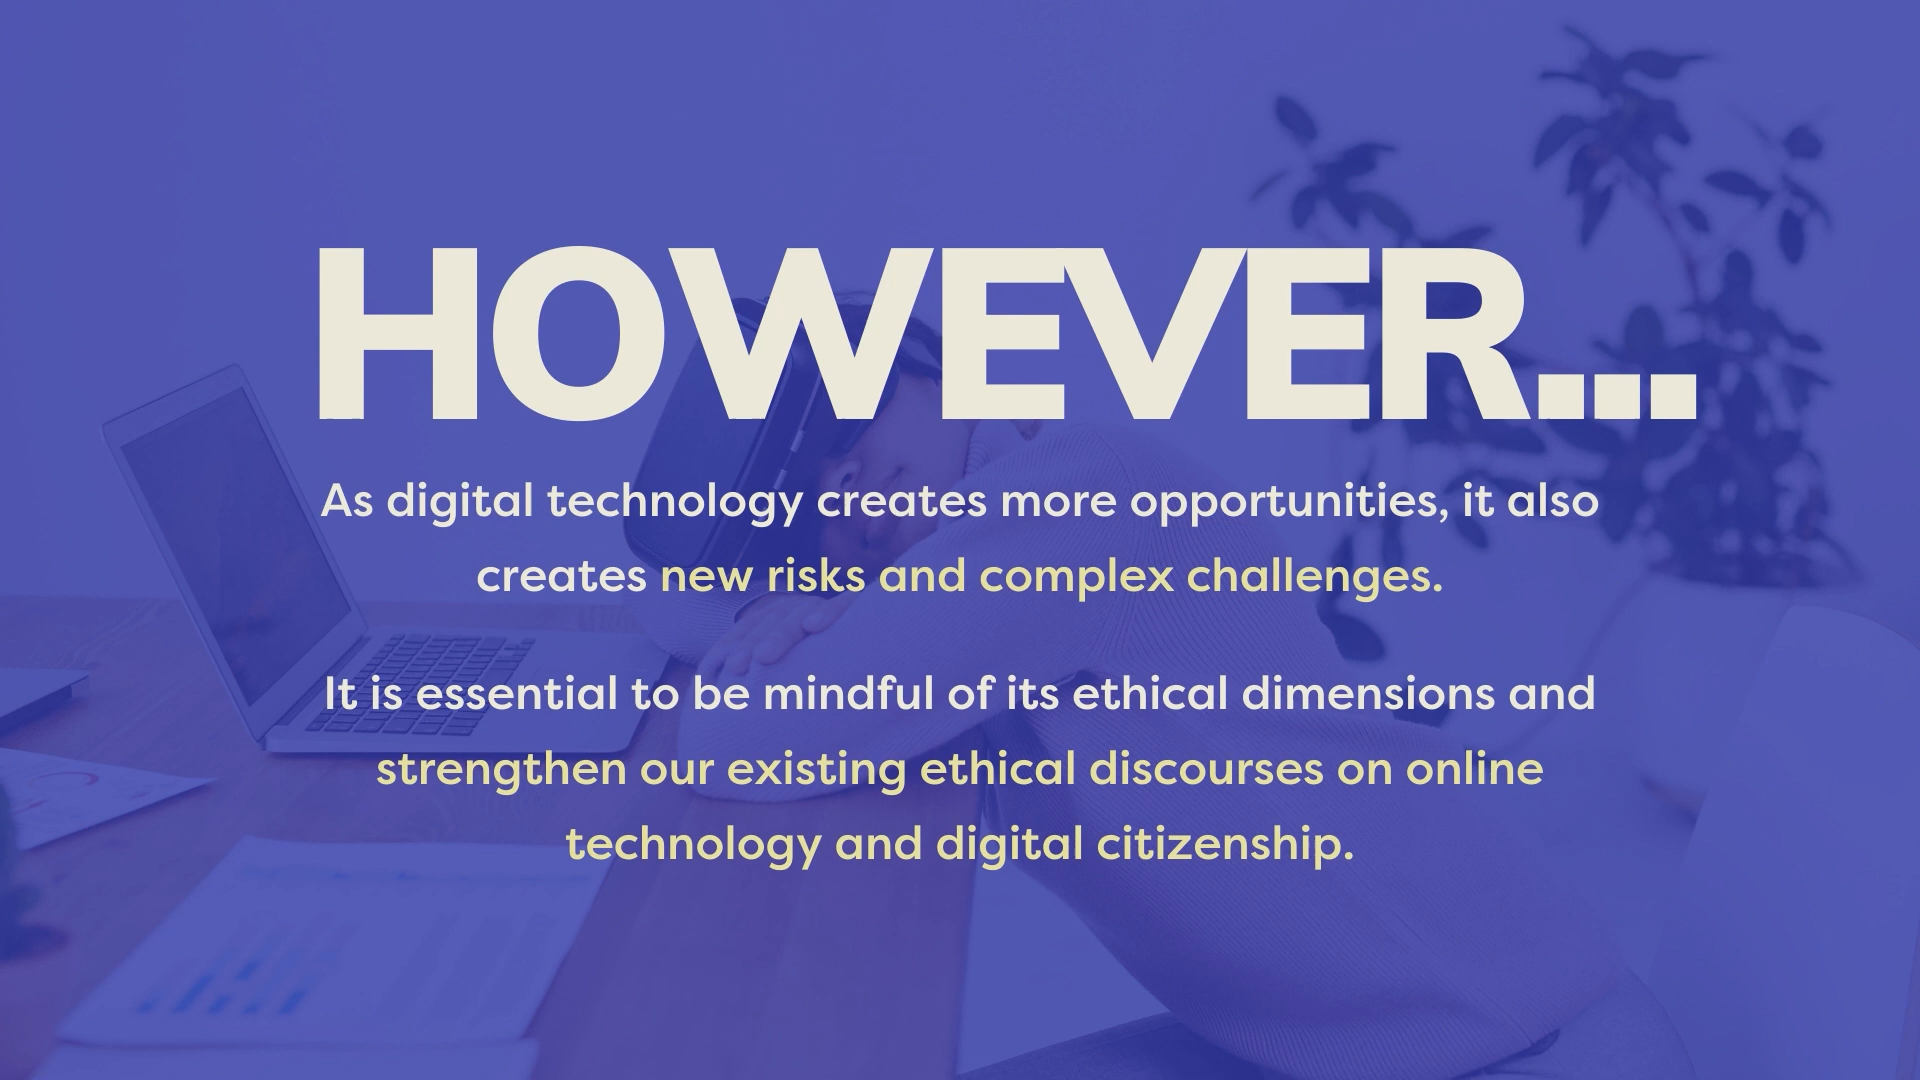 HOWEVER...
As digital technology creates more opportunities, it also
creates new risks and complex challenges.
It is essential to be mindful of its ethical dimensions and
strengthen our existing ethical discourses on online
technology and digital citizenship.